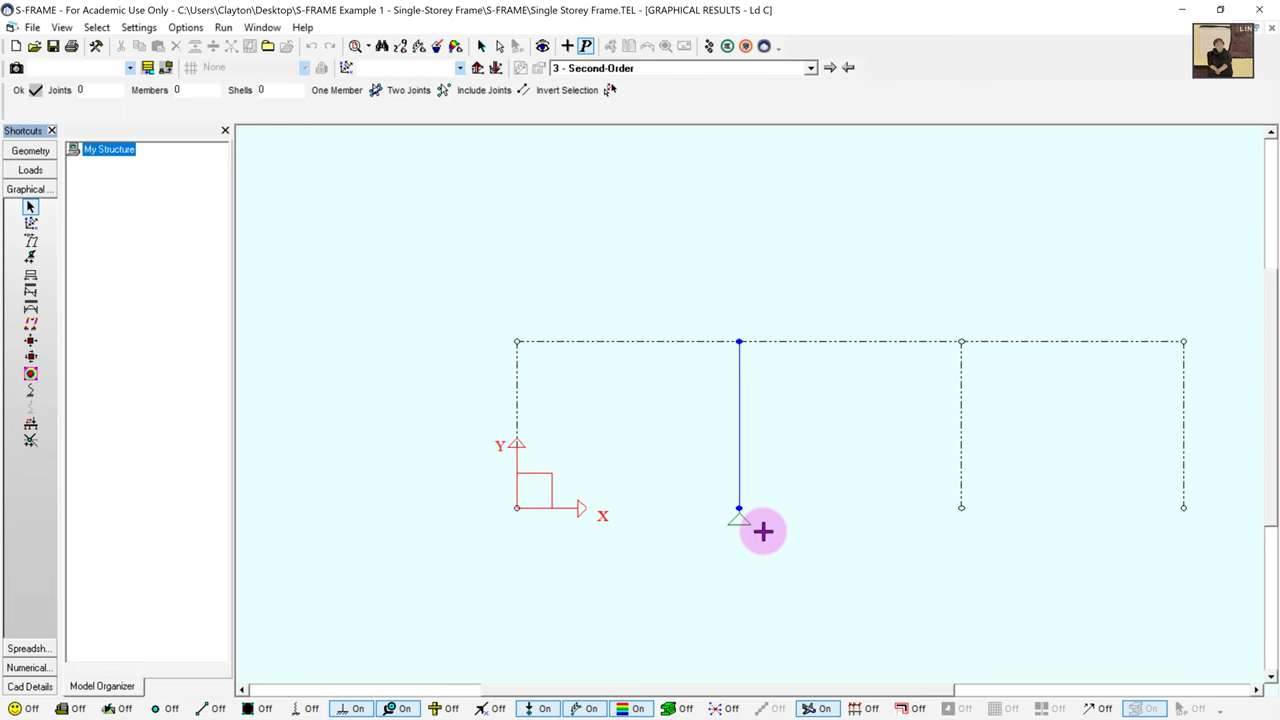 S-FRAME - For Academic Use Only - C:\Users\Clayton\Desktop\S-FRAME Example 1 - Single-Storey Frame\S-FRAME\Single Storey Frame.TEL - [GRAPHICAL RESULTS - Ld C]
File View Select Settings Options Run Window Help
None 3 - Second-Order
Ok Joints 0 Members 0 Shells 0 One Member Two Joints Include Joints Invert Selection
Shortcuts
Geometry
Loads
Graphical ...
My Structure
Y
X
Spreadsh...
Numerical...
Cad Details
Model Organizer
Off Off Off Off Off Off Off On On Off Off On On On Off Off Off On Off Off Off Off Off Off On Off